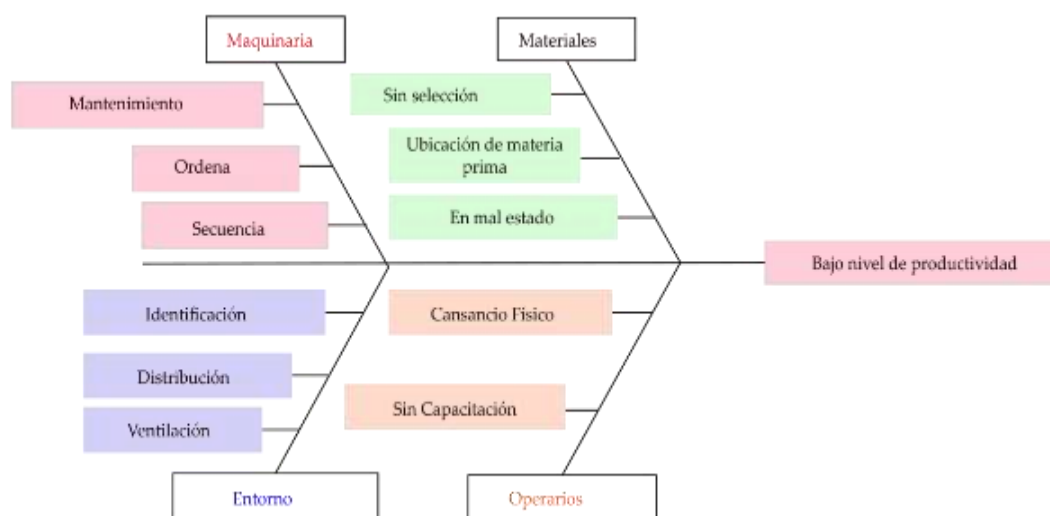 Maquinaria
Materiales
Mantenimiento
Sin selección
Ordena
Ubicación de materia
prima
Secuencia
En mal estado
Bajo nivel de productividad
Identificación
Cansancio Físico
Distribución
Sin Capacitación
Ventilación
Entorno
Operarios